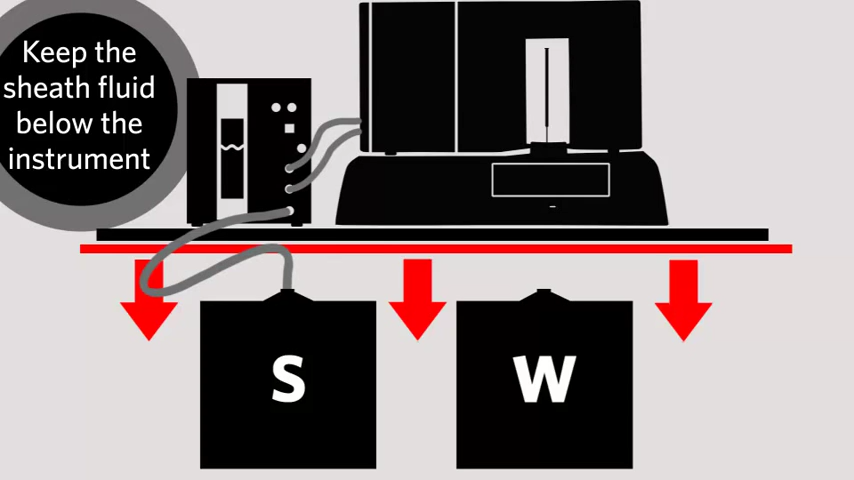 Keep the
sheath fluid
below the
instrument
S
W